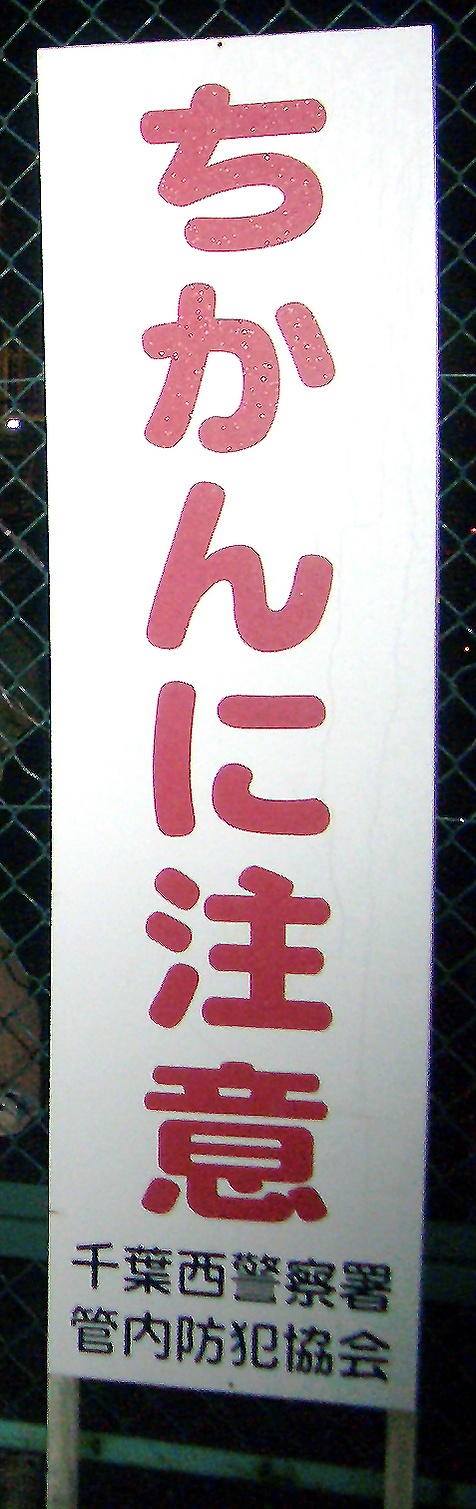 ちかんに注意
千葉西警察署
管内防犯協会